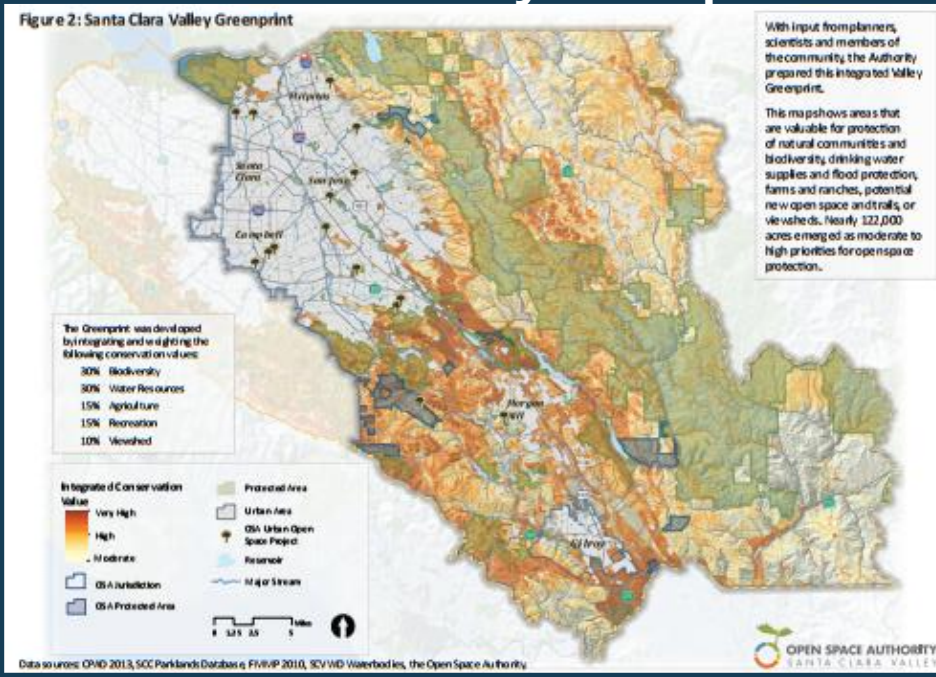 Figure 2: Santa Clara Valley Greenprint
With input from planners,
scientists and members of
the community, the Authority
prepared this integrated Valley
Greenprint.
This map shows areas that
are valuable for protection
of natural communities and
biodiversity, drinking water
supplies and flood protection,
farms and ranches, potential
new open space and trails, or
viewsheds. Nearly 122,000
acres emerged as moderate to
high priorities for open space
protection.
Milpitas
Santa
Clara
San Jose
Campbell
Morgan
Hill
Gilroy
The Greenprint was developed
by integrating and weighting the
following conservation values:
30% Biodiversity
30% Water Resources
15% Agriculture
15% Recreation
10% Viewshed
Integrated Conservation
Value
Very High
High
Moderate
OSA Jurisdiction
OSA Protected Area
Protected Area
Urban Area
OSA Urban Open
Space Project
Reservoir
Major Stream
0 1.25 2.5 5 Miles
Data sources: CPAD 2013, SCC Parklands Database, FMMP 2010, SCVWD Waterbodies, the Open Space Authority
OPEN SPACE AUTHORITY
SANTA CLARA VALLEY